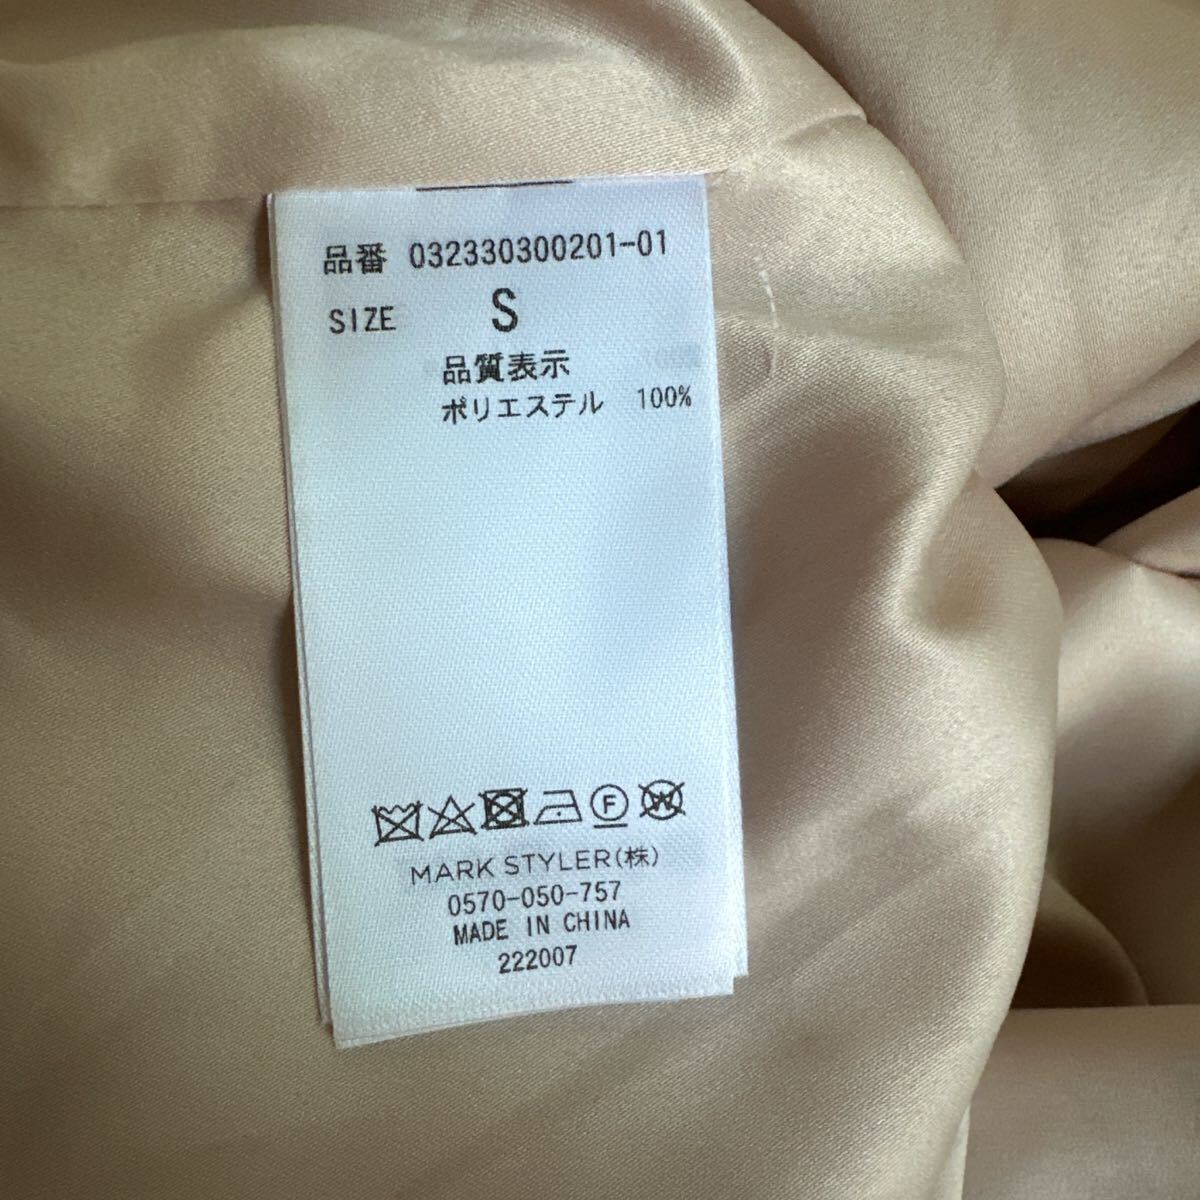 品番 032330300201-01
SIZE S
品質表示
ポリエステル 100%
F W
MARK STYLER(株)
0570-050-757
MADE IN CHINA
222007